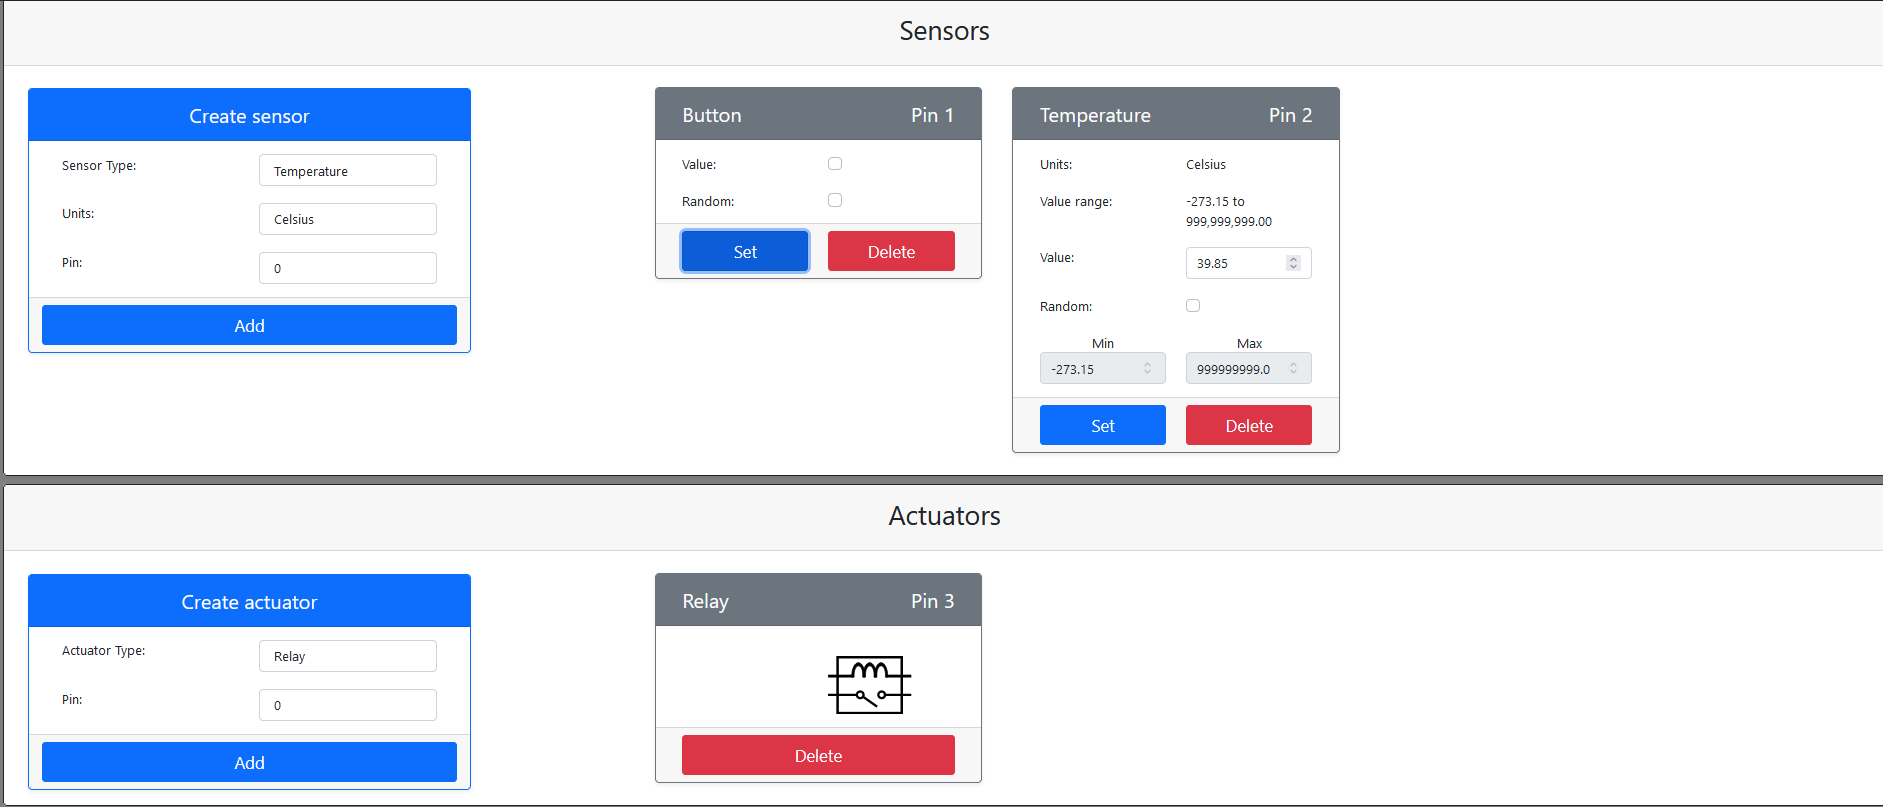 Sensors
Create sensor
Sensor Type: Temperature
Units: Celsius
Pin: 0
Add
Button Pin 1
Value:
Random:
Set Delete
Temperature Pin 2
Units: Celsius
Value range: -273.15 to
999,999,999.00
Value: 39.85
Random:
Min Max
-273.15 999999999.0
Set Delete
Actuators
Create actuator
Actuator Type: Relay
Pin: 0
Add
Relay Pin 3
Delete